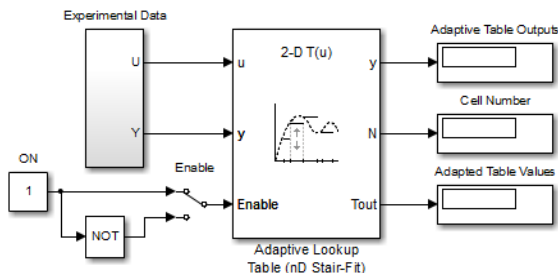 Experimental Data
U
Y
ON
1
NOT
Enable
2-D T(u)
u
y
Enable
y
N
Tout
Adaptive Lookup
Table (nD Stair-Fit)
Adaptive Table Outputs
Cell Number
Adapted Table Values